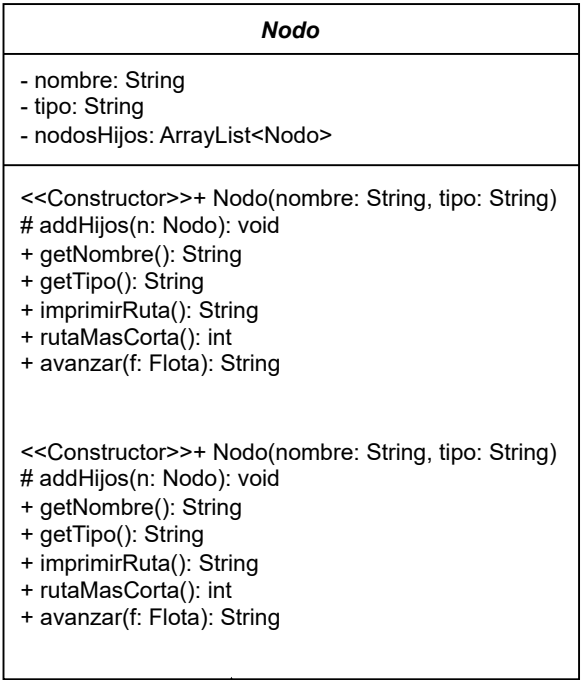 Nodo
- nombre: String
- tipo: String
- nodosHijos: ArrayList<Nodo>
<<Constructor>>+ Nodo(nombre: String, tipo: String)
# addHijos(n: Nodo): void
+ getNombre(): String
+ getTipo(): String
+ imprimirRuta(): String
+ rutaMasCorta(): int
+ avanzar(f: Flota): String
<<Constructor>>+ Nodo(nombre: String, tipo: String)
# addHijos(n: Nodo): void
+ getNombre(): String
+ getTipo(): String
+ imprimirRuta(): String
+ rutaMasCorta(): int
+ avanzar(f: Flota): String